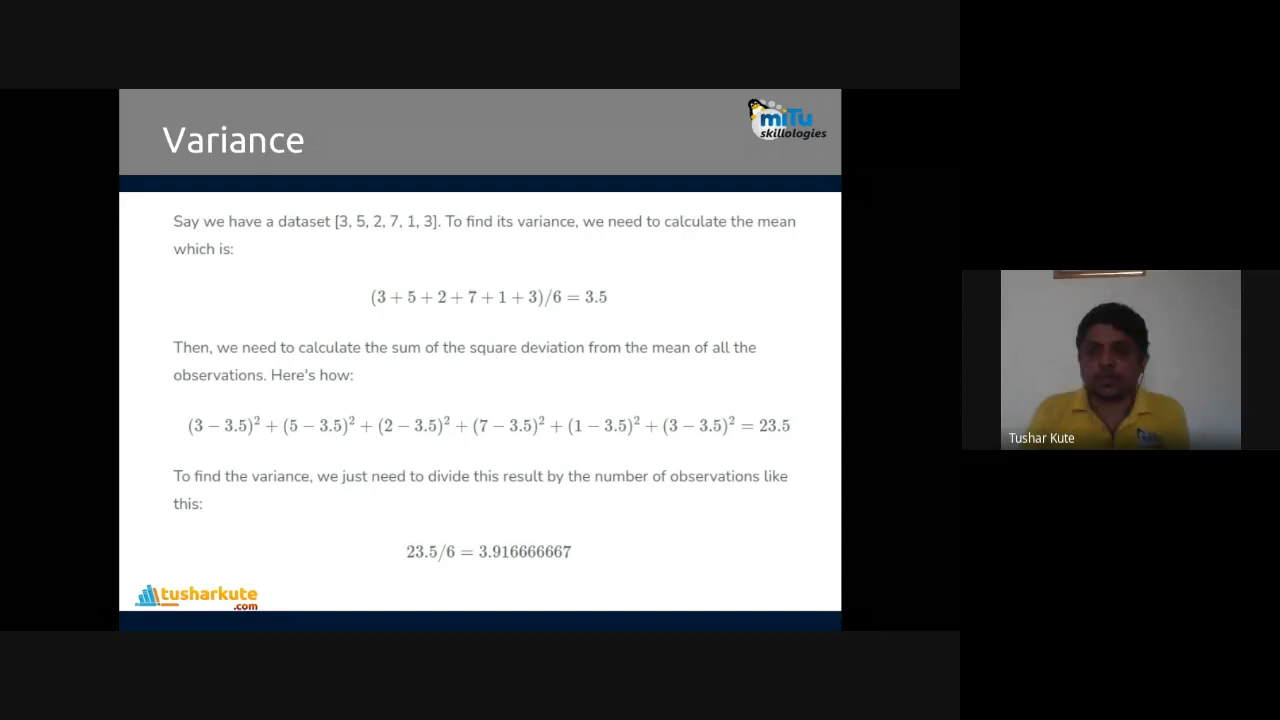 Variance
miTu
skillologies
Say we have a dataset [3, 5, 2, 7, 1, 3]. To find its variance, we need to calculate the mean
which is:
(3 + 5 + 2 + 7 + 1 + 3)/6 = 3.5
Then, we need to calculate the sum of the square deviation from the mean of all the
observations. Here's how:
(3 − 3.5)² + (5 − 3.5)² + (2 − 3.5)² + (7 − 3.5)² + (1 − 3.5)² + (3 − 3.5)² = 23.5
To find the variance, we just need to divide this result by the number of observations like
this:
23.5/6 = 3.916666667
tusharkute
.com
Tushar Kute